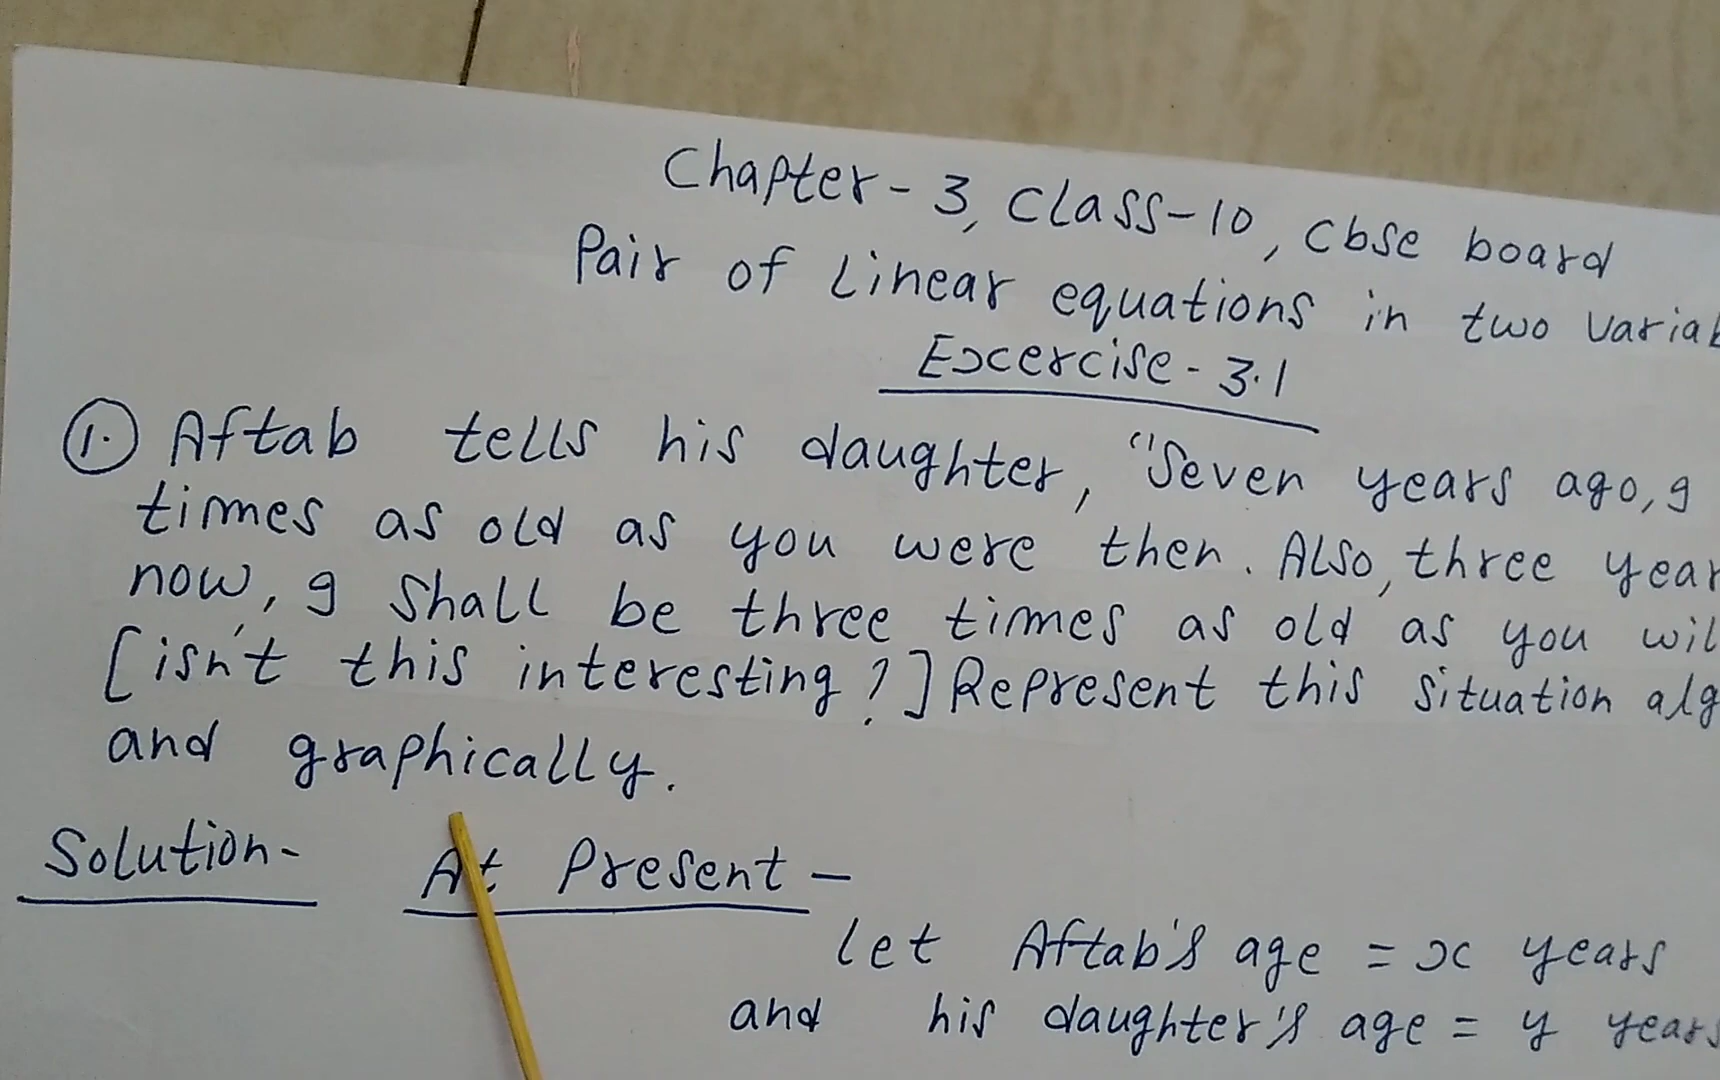 Chapter-3, Class-10, cbse board
Pair of Linear equations in two variab
Excercise-3.1
1. Aftab tells his daughter, "Seven years ago, I
times as old as you were then. Also, three year
now, I shall be three times as old as you wil
[isn't this interesting?] Represent this situation alg
and graphically.
Solution- At Present-
let Aftab's age = x years
and his daughter's age = y years